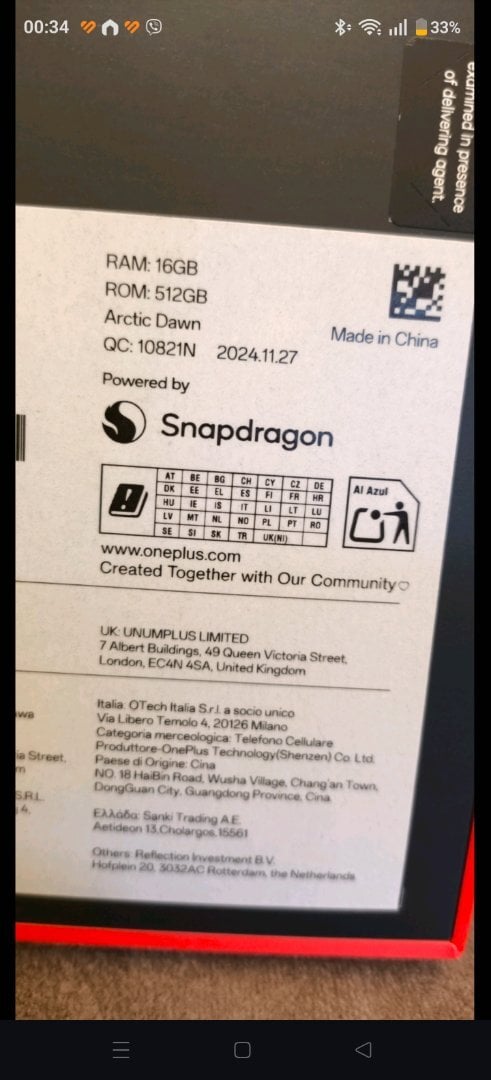 00:34
33%
examined in presence
of delivering agent.
RAM: 16GB
ROM: 512GB
Arctic Dawn
QC: 10821N 2024.11.27
Made in China
Powered by
Snapdragon
AT BE BG CH CY CZ DE
DK EE EL ES FI FR HR
HU IE IS IT LI LT LU
LV MT NL NO PL PT RO
SE SI SK TR UK(NI)
Al Azul
www.oneplus.com
Created Together with Our Community♡
UK: UNUMPLUS LIMITED
7 Albert Buildings, 49 Queen Victoria Street,
London, EC4N 4SA, United Kingdom
Italia: OTech Italia S.r.l. a socio unico
Via Libero Temolo 4, 20126 Milano
Categoria merceologica: Telefono Cellulare
Produttore-OnePlus Technology(Shenzen) Co. Ltd.
Paese di Origine: Cina
NO. 18 HaiBin Road, Wusha Village, Chang'an Town,
DongGuan City, Guangdong Province, Cina
Ελλάδα: Sanki Trading A.E.
Aetideon 13,Cholargos,15561
Others: Reflection Investment B.V.
Hofplein 20, 3032AC Rotterdam, the Netherlands
Street,
S.R.L.
4,